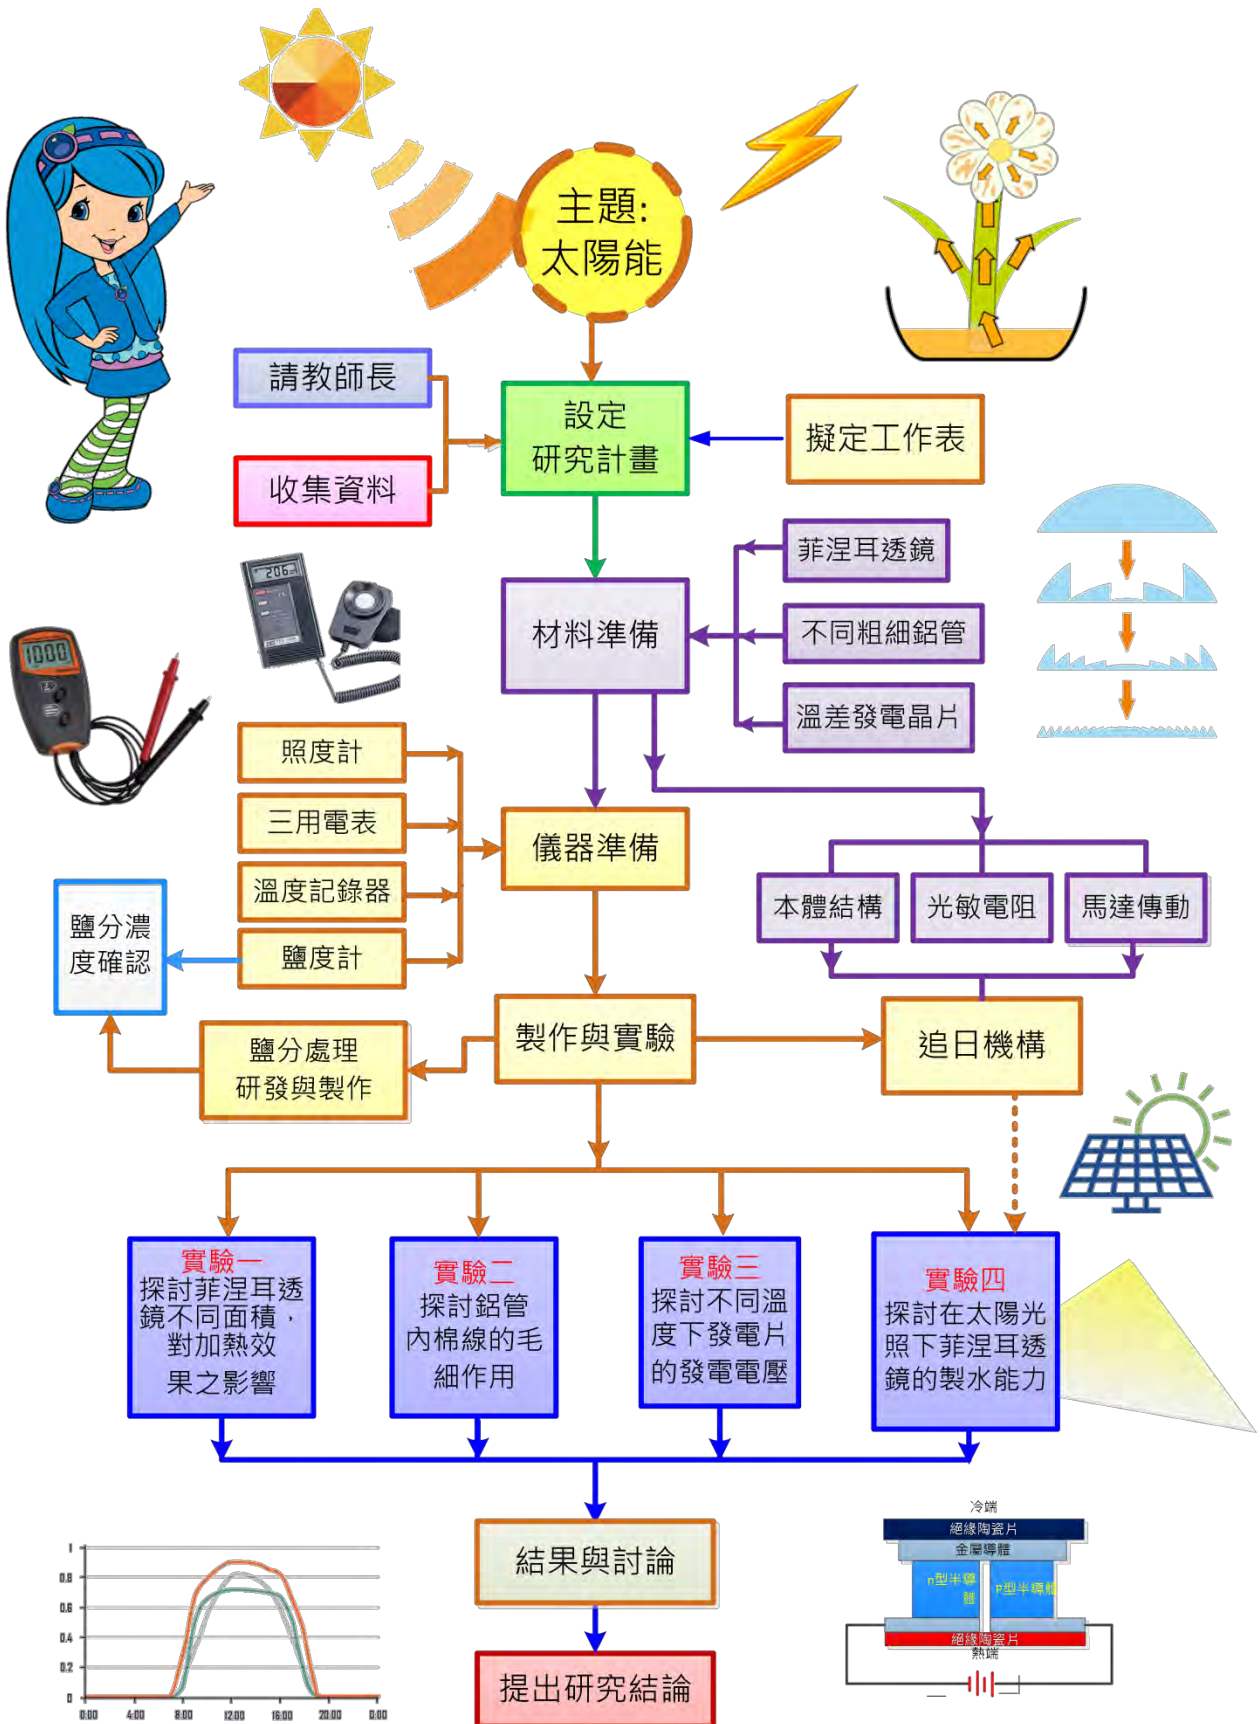 主題:
太陽能
請教師長
收集資料
設定
研究計畫
擬定工作表
菲涅耳透鏡
不同粗細鋁管
溫差發電晶片
材料準備
206
1000
照度計
三用電表
溫度記錄器
鹽度計
儀器準備
鹽分濃
度確認
本體結構
光敏電阻
馬達傳動
鹽分處理
研發與製作
製作與實驗
追日機構
實驗一
探討菲涅耳透
鏡不同面積，
對加熱效
果之影響
實驗二
探討鋁管
內棉線的毛
細作用
實驗三
探討不同溫
度下發電片
的發電電壓
實驗四
探討在太陽光
照下菲涅耳透
鏡的製水能力
結果與討論
提出研究結論
1
0.8
0.6
0.4
0.2
0
0:00 4:00 8:00 12:00 16:00 20:00 0:00
冷端
絕緣陶瓷片
金屬導體
n型半導
體
P型半導體
絕緣陶瓷片
熱端